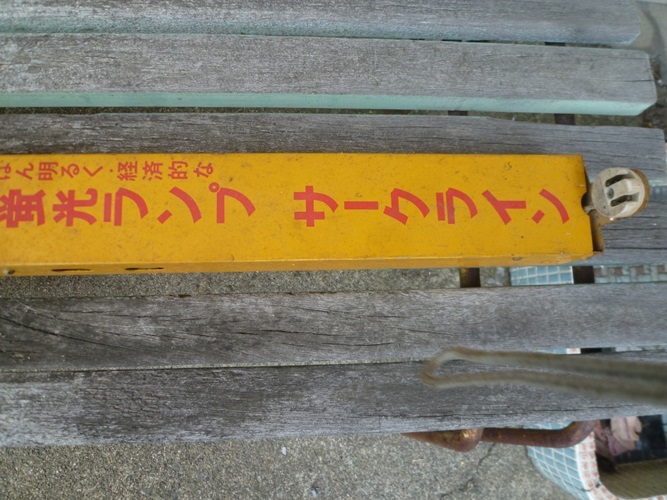 ばん明るく・経済的な
蛍光ランプ サークライン